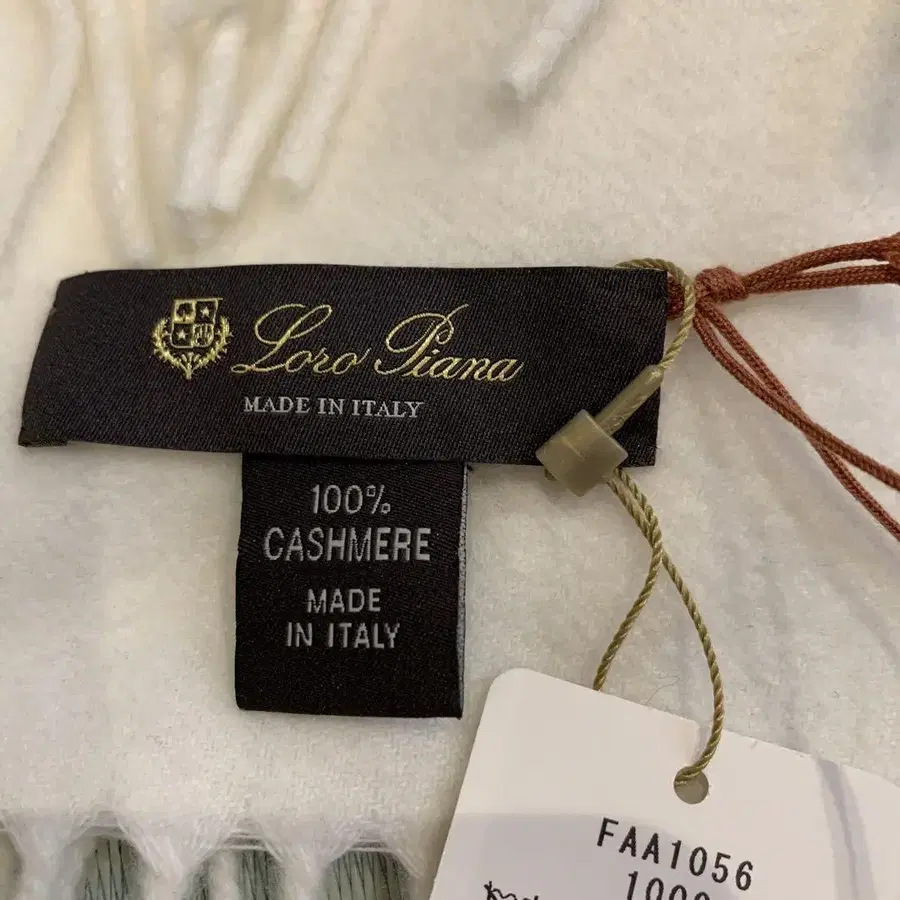 Loro Piana
MADE IN ITALY
100%
CASHMERE
MADE
IN ITALY
FAA1056